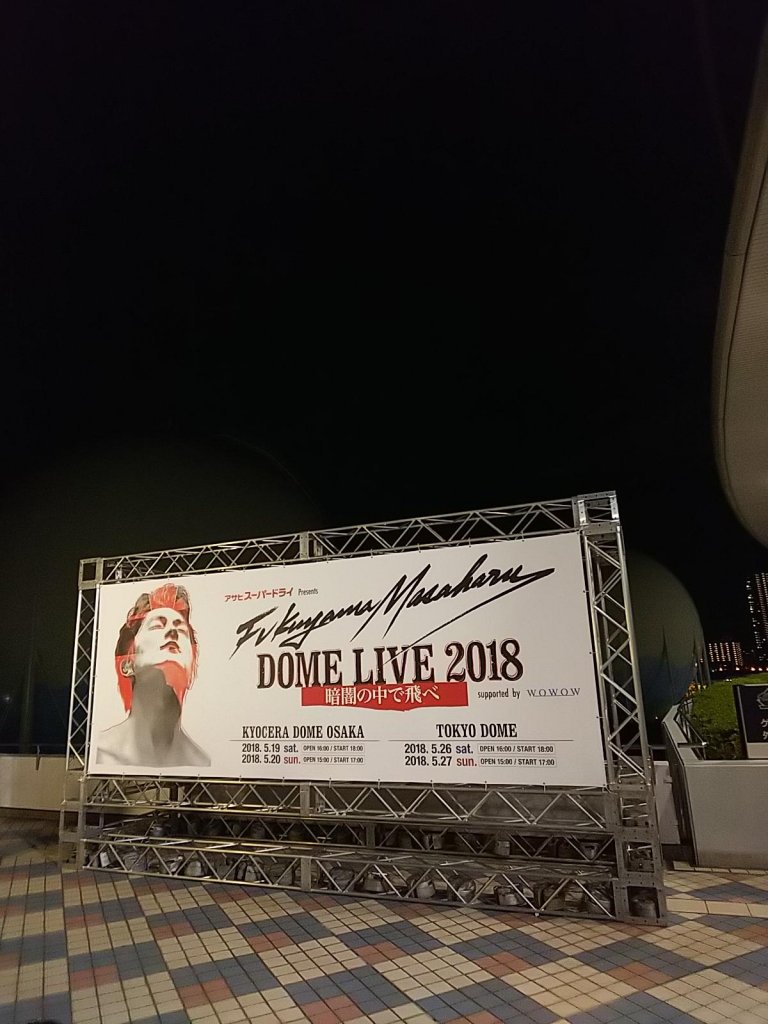 アサヒスーパードライ Presents
Fukuyama Masaharu
DOME LIVE 2018
暗闇の中で飛べ
supported by WOWOW
KYOCERA DOME OSAKA
2018. 5.19 sat. OPEN 16:00 / START 18:00
2018. 5.20 sun. OPEN 15:00 / START 17:00
TOKYO DOME
2018. 5.26 sat. OPEN 16:00 / START 18:00
2018. 5.27 sun. OPEN 15:00 / START 17:00